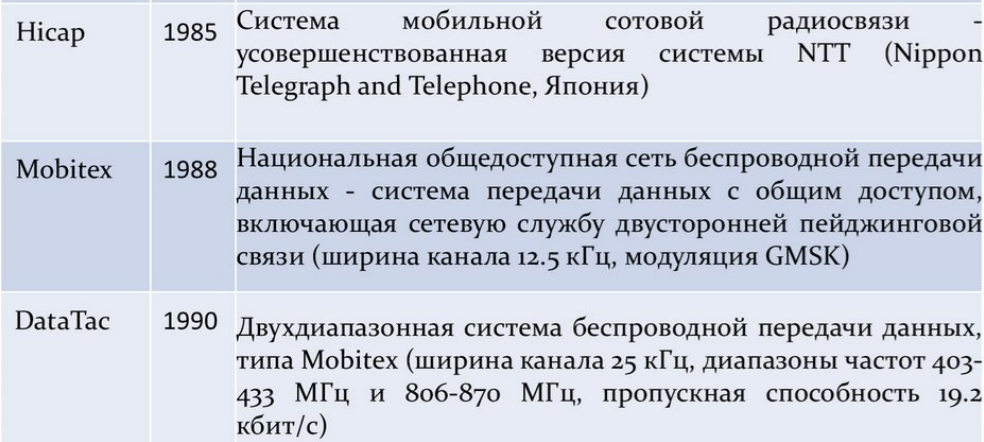 Hicap 1985 Система мобильной сотовой радиосвязи -
усовершенствованная версия системы NTT (Nippon
Telegraph and Telephone, Япония)
Mobitex 1988 Национальная общедоступная сеть беспроводной передачи
данных - система передачи данных с общим доступом,
включающая сетевую службу двусторонней пейджинговой
связи (ширина канала 12.5 кГц, модуляция GMSK)
DataTac 1990 Двухдиапазонная система беспроводной передачи данных,
типа Mobitex (ширина канала 25 кГц, диапазоны частот 403-
433 МГц и 806-870 МГц, пропускная способность 19.2
кбит/с)